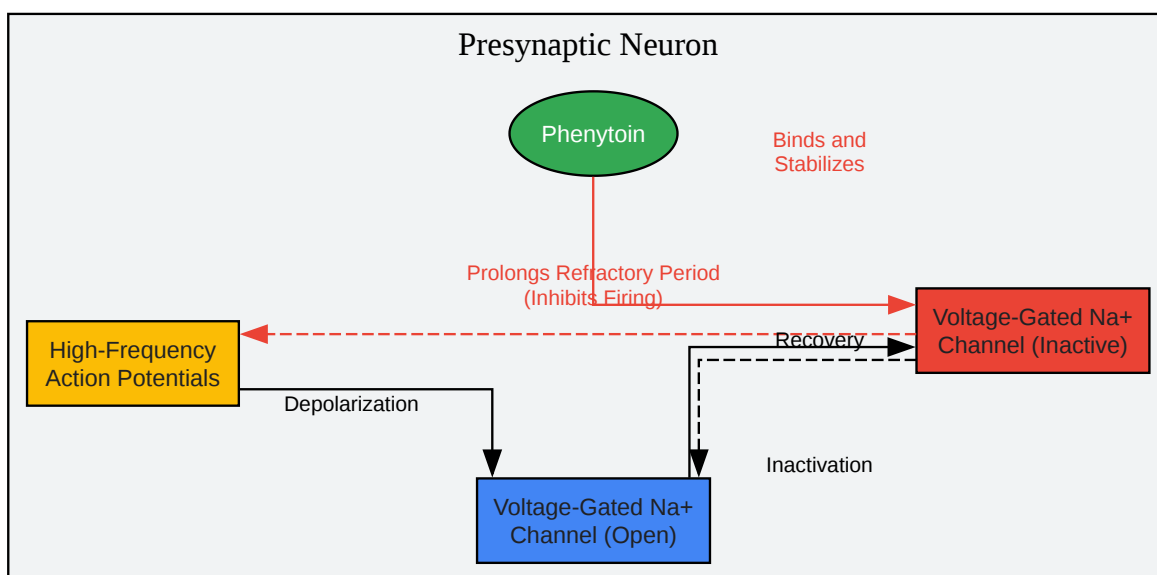 Presynaptic Neuron
Phenytoin
Binds and
Stabilizes
Prolongs Refractory Period
(Inhibits Firing)
Voltage-Gated Na+
Channel (Inactive)
High-Frequency
Action Potentials
Recovery
Depolarization
Inactivation
Voltage-Gated Na+
Channel (Open)